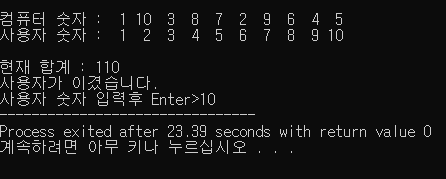 컴퓨터 숫자 : 1 10 3 8 7 2 9 6 4 5
사용자 숫자 : 1 2 3 4 5 6 7 8 9 10
현재 합계 : 110
사용자가 이겼습니다.
사용자 숫자 입력후 Enter>10
--------------------------------
Process exited after 23.39 seconds with return value 0
계속하려면 아무 키나 누르십시오 . . .